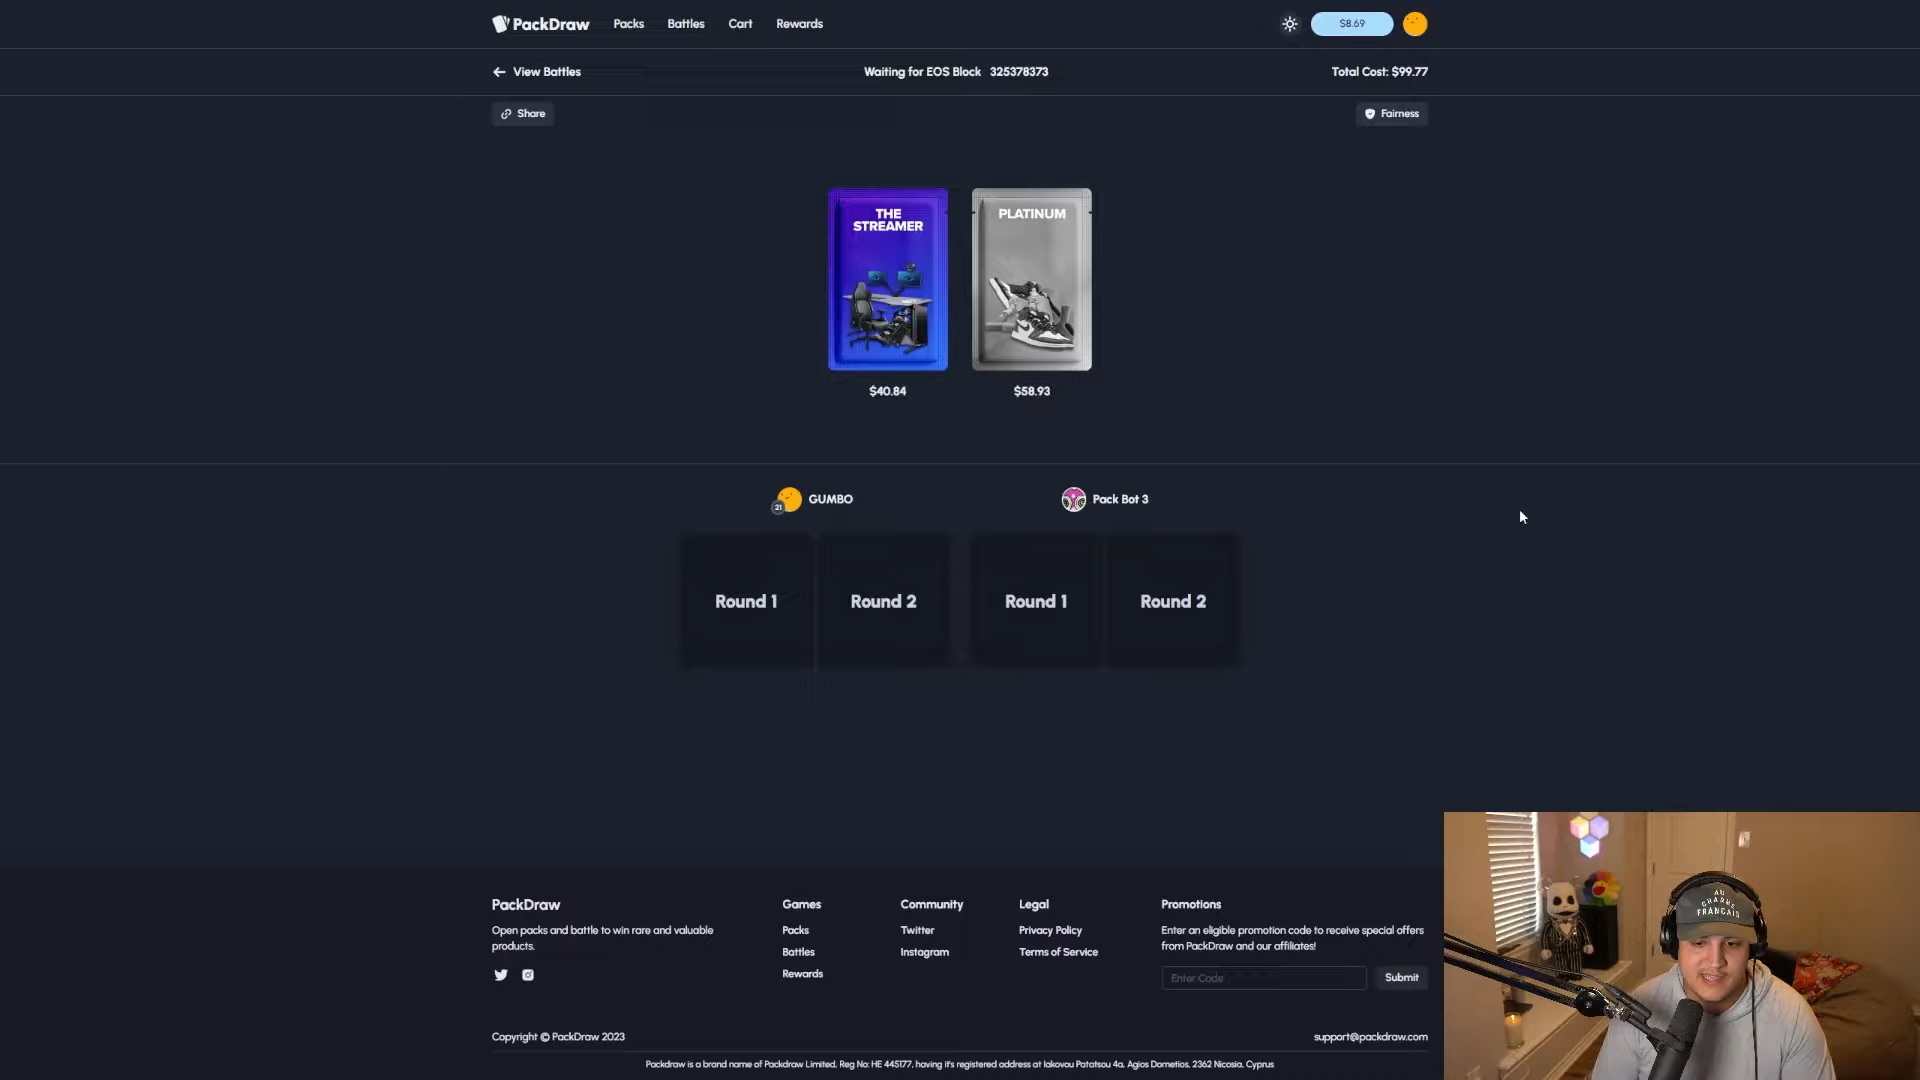 PackDraw Packs Battles Cart Rewards $8.69
View Battles Waiting for EOS Block 325378373 Total Cost: $99.77
Share Fairness
THE
STREAMER
PLATINUM
$40.84 $58.93
21 GUMBO Pack Bot 3
Round 1 Round 2 Round 1 Round 2
PackDraw
Open packs and battle to win rare and valuable
products.
Games
Packs
Battles
Rewards
Community
Twitter
Instagram
Legal
Privacy Policy
Terms of Service
Promotions
Enter an eligible promotion code to receive special offers
from PackDraw and our affiliates!
Enter Code Submit
AU
CHARME
FRANÇAIS
Copyright © PackDraw 2023 support@packdraw.com
Packdraw is a brand name of Packdraw Limited, Reg No: HE 445177, having it's registered address at Iakovou Patatsou 4a, Agios Dometios, 2362 Nicosia, Cyprus